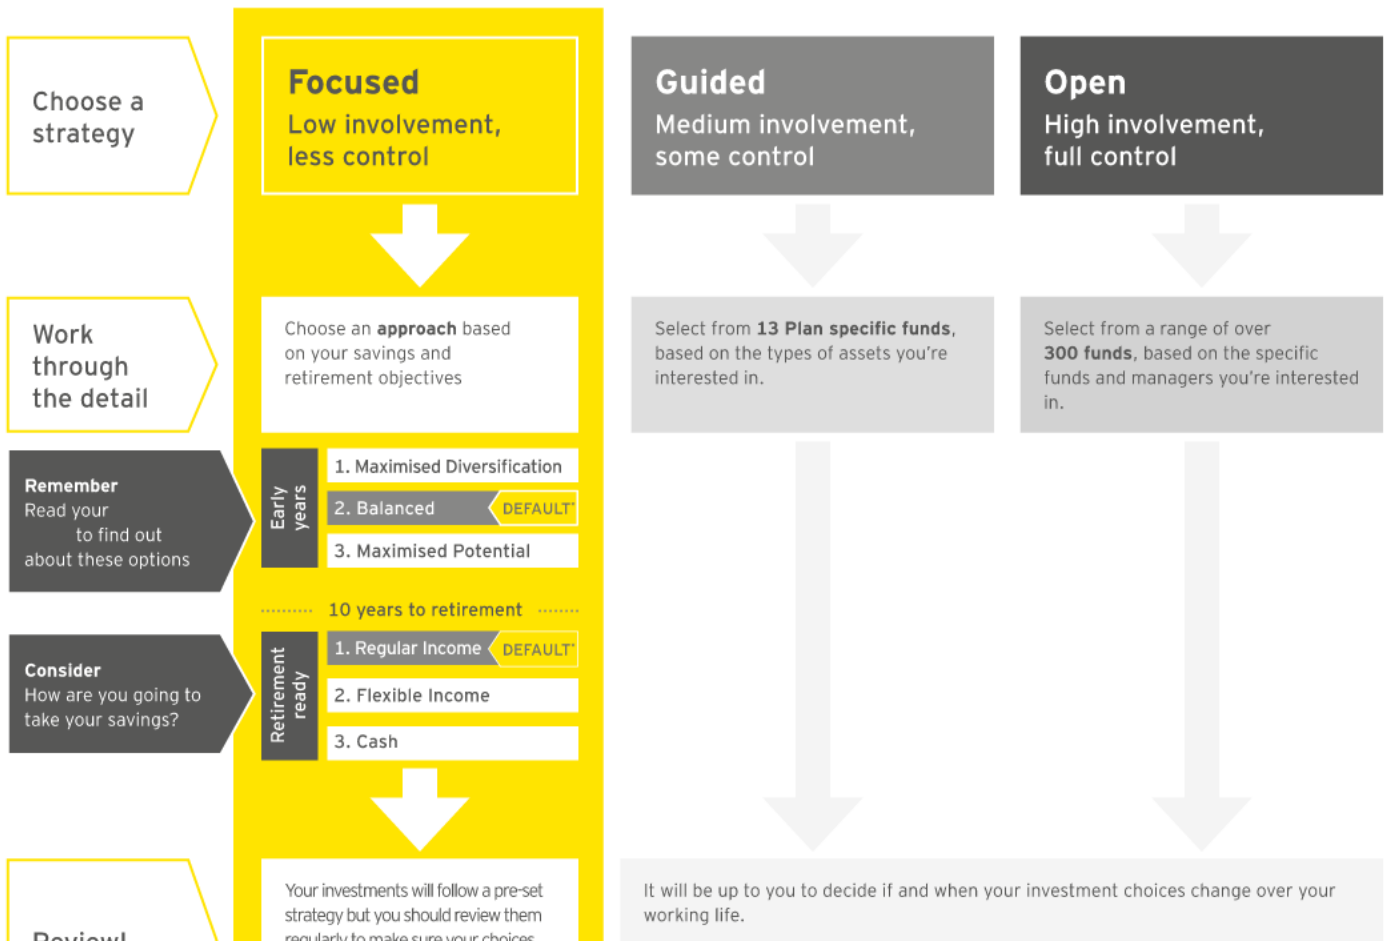 Choose a
strategy
Focused
Low involvement,
less control
Guided
Medium involvement,
some control
Open
High involvement,
full control
Work
through
the detail
Choose an approach based
on your savings and
retirement objectives
Select from 13 Plan specific funds,
based on the types of assets you're
interested in.
Select from a range of over
300 funds, based on the specific
funds and managers you're interested
in.
Remember
Read your
to find out
about these options
Early
years
1. Maximised Diversification
2. Balanced
DEFAULT*
3. Maximised Potential
10 years to retirement
Consider
How are you going to
take your savings?
Retirement
ready
1. Regular Income
DEFAULT*
2. Flexible Income
3. Cash
Review!
Your investments will follow a pre-set
strategy but you should review them
regularly to make sure your choices
It will be up to you to decide if and when your investment choices change over your
working life.